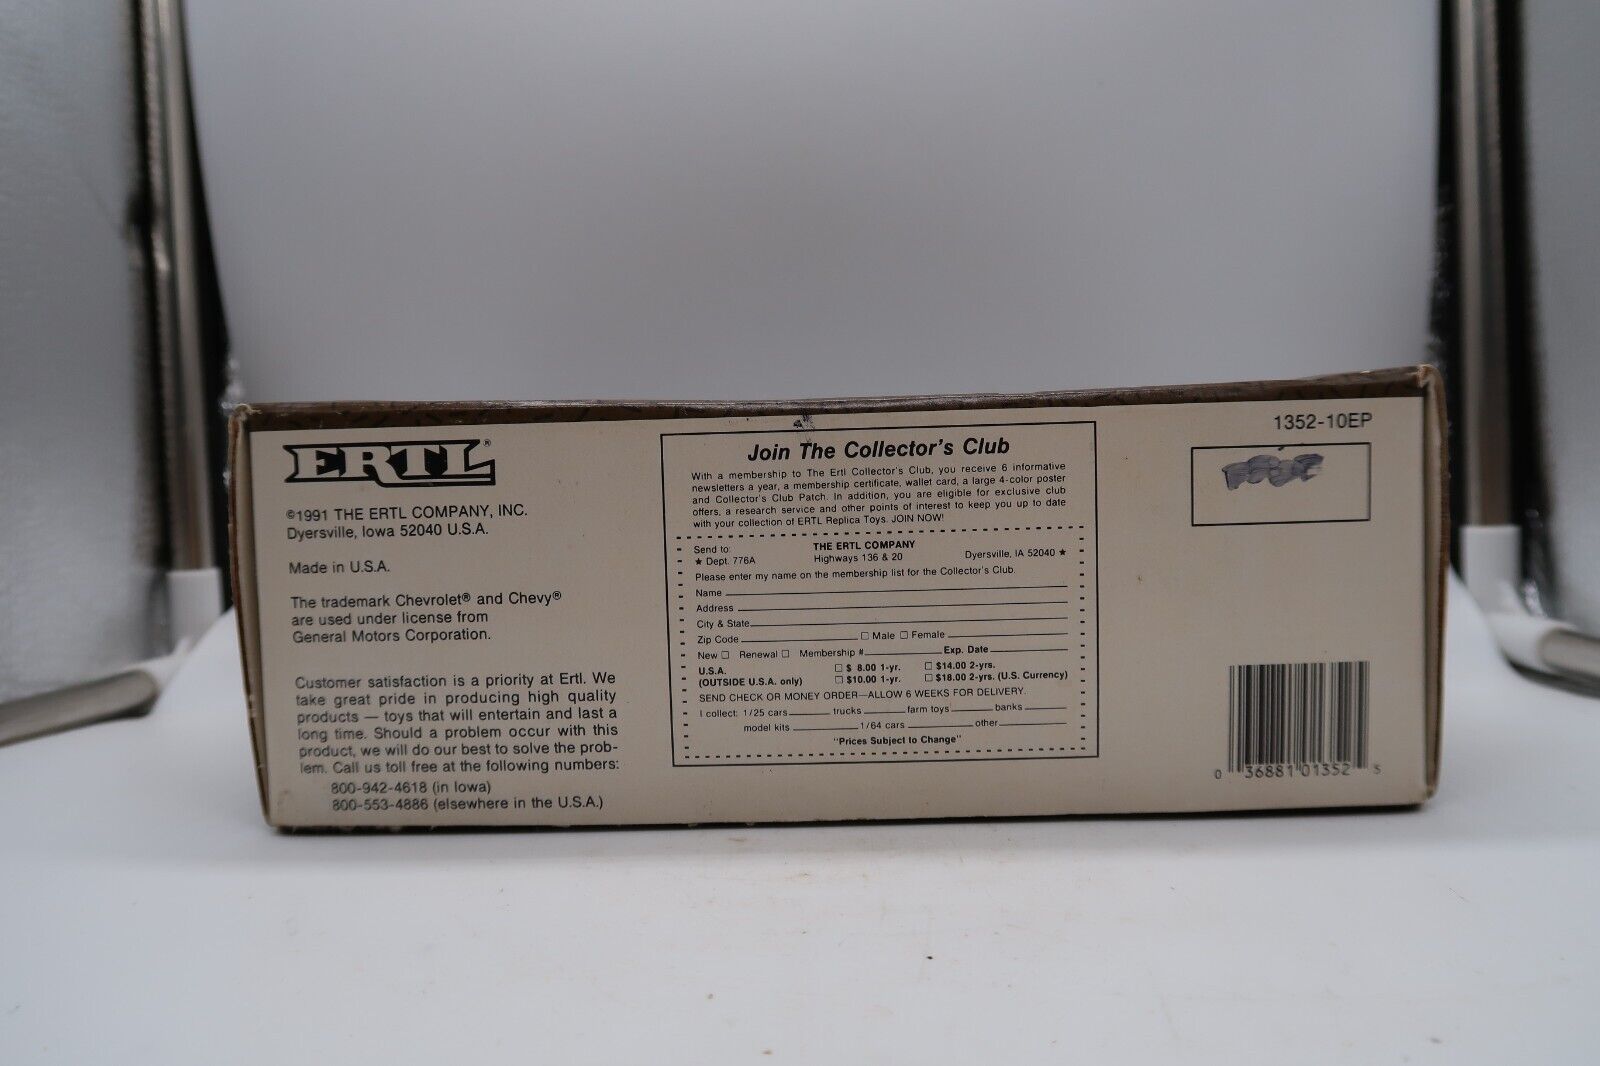 ERTL®
©1991 THE ERTL COMPANY, INC.
Dyersville, Iowa 52040 U.S.A.
Made in U.S.A.
The trademark Chevrolet® and Chevy®
are used under license from
General Motors Corporation.
Customer satisfaction is a priority at Ertl. We
take great pride in producing high quality
products — toys that will entertain and last a
long time. Should a problem occur with this
product, we will do our best to solve the prob-
lem. Call us toll free at the following numbers:
800-942-4618 (in Iowa)
800-553-4886 (elsewhere in the U.S.A.)
Join The Collector's Club
With a membership to The Ertl Collector's Club, you receive 6 informative
newsletters a year, a membership certificate, wallet card, a large 4-color poster
and Collector's Club Patch. In addition, you are eligible for exclusive club
offers, a research service and other points of interest to keep you up to date
with your collection of ERTL Replica Toys. JOIN NOW!
Send to: THE ERTL COMPANY
★ Dept. 776A Highways 136 & 20 Dyersville, IA 52040 ★
Please enter my name on the membership list for the Collector's Club.
Name
Address
City & State
Zip Code □ Male □ Female
New □ Renewal □ Membership # Exp. Date
U.S.A. □ $ 8.00 1-yr. □ $14.00 2-yrs.
(OUTSIDE U.S.A. only) □ $10.00 1-yr. □ $18.00 2-yrs. (U.S. Currency)
SEND CHECK OR MONEY ORDER—ALLOW 6 WEEKS FOR DELIVERY.
I collect: 1/25 cars trucks farm toys banks
model kits 1/64 cars other
"Prices Subject to Change"
1352-10EP
0 36881 01352 5